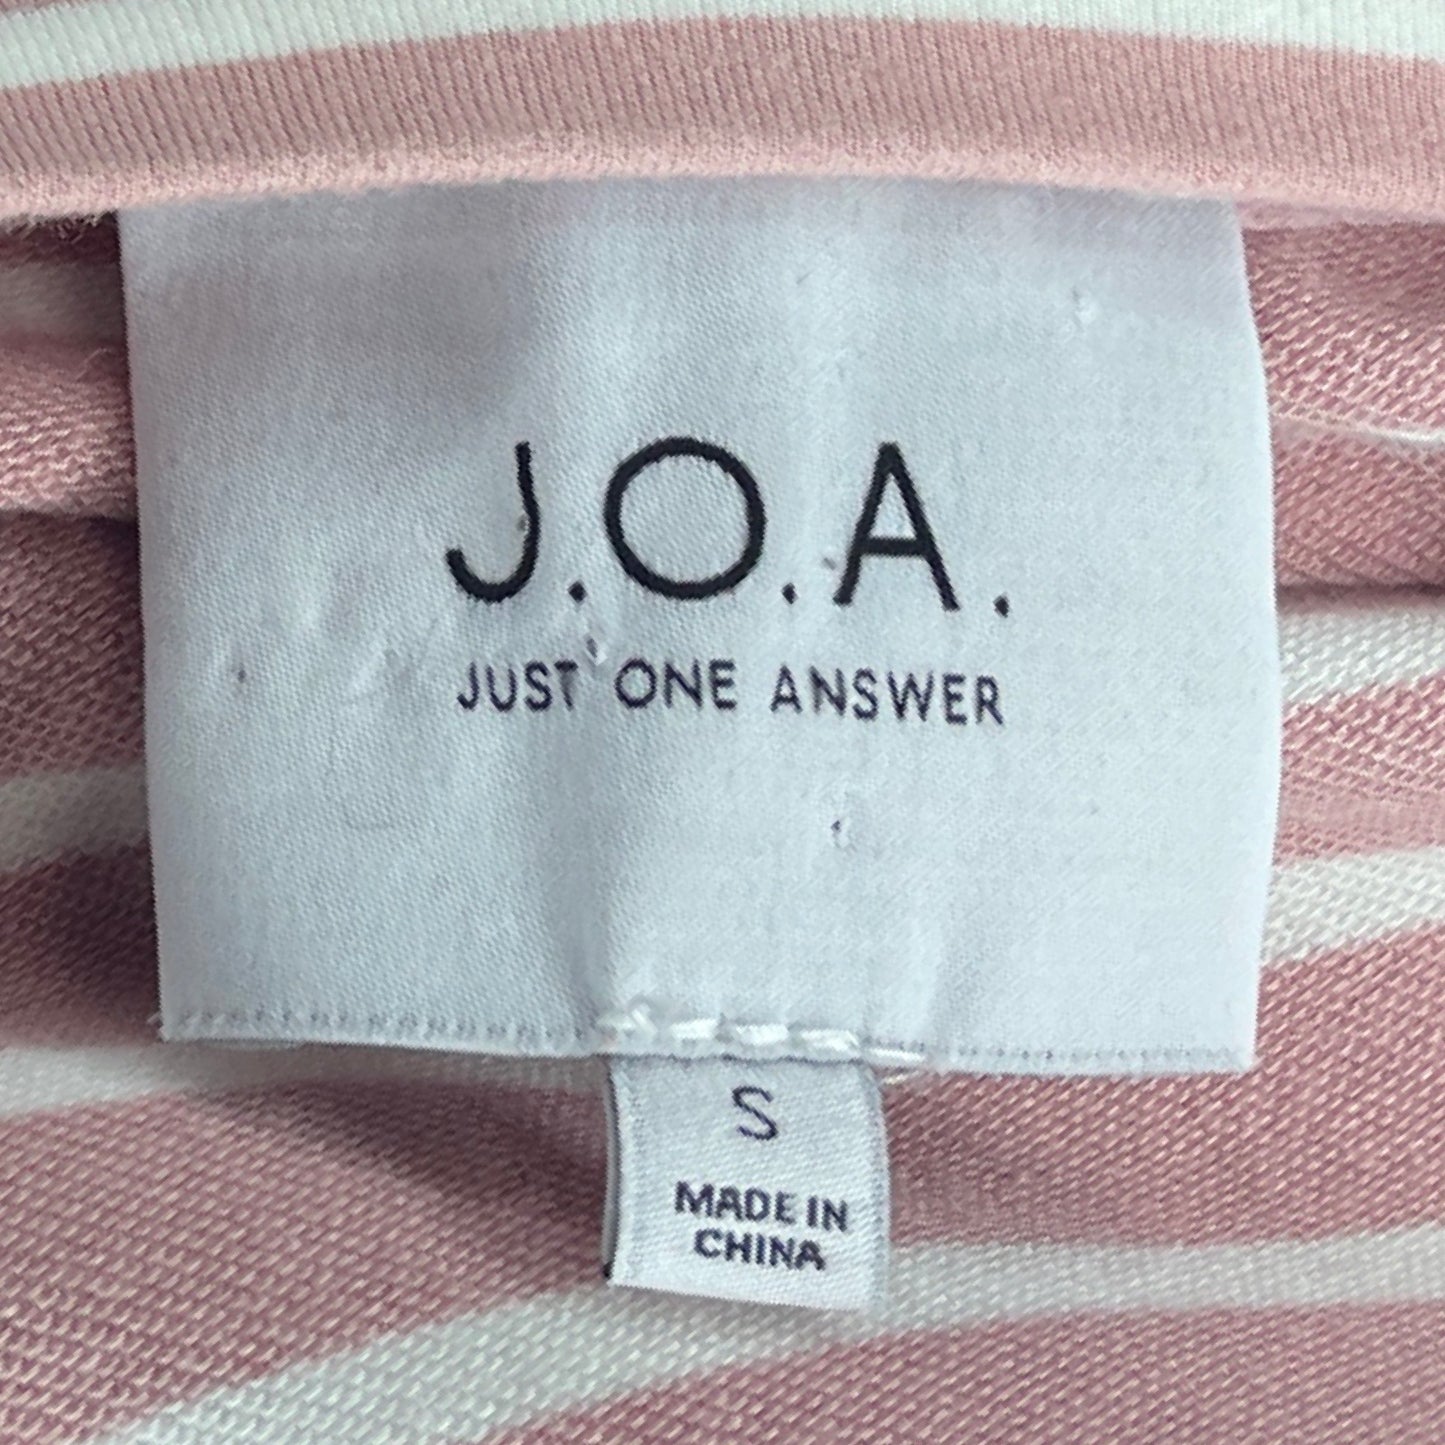 J.O.A.
JUST ONE ANSWER
S
MADE IN
CHINA